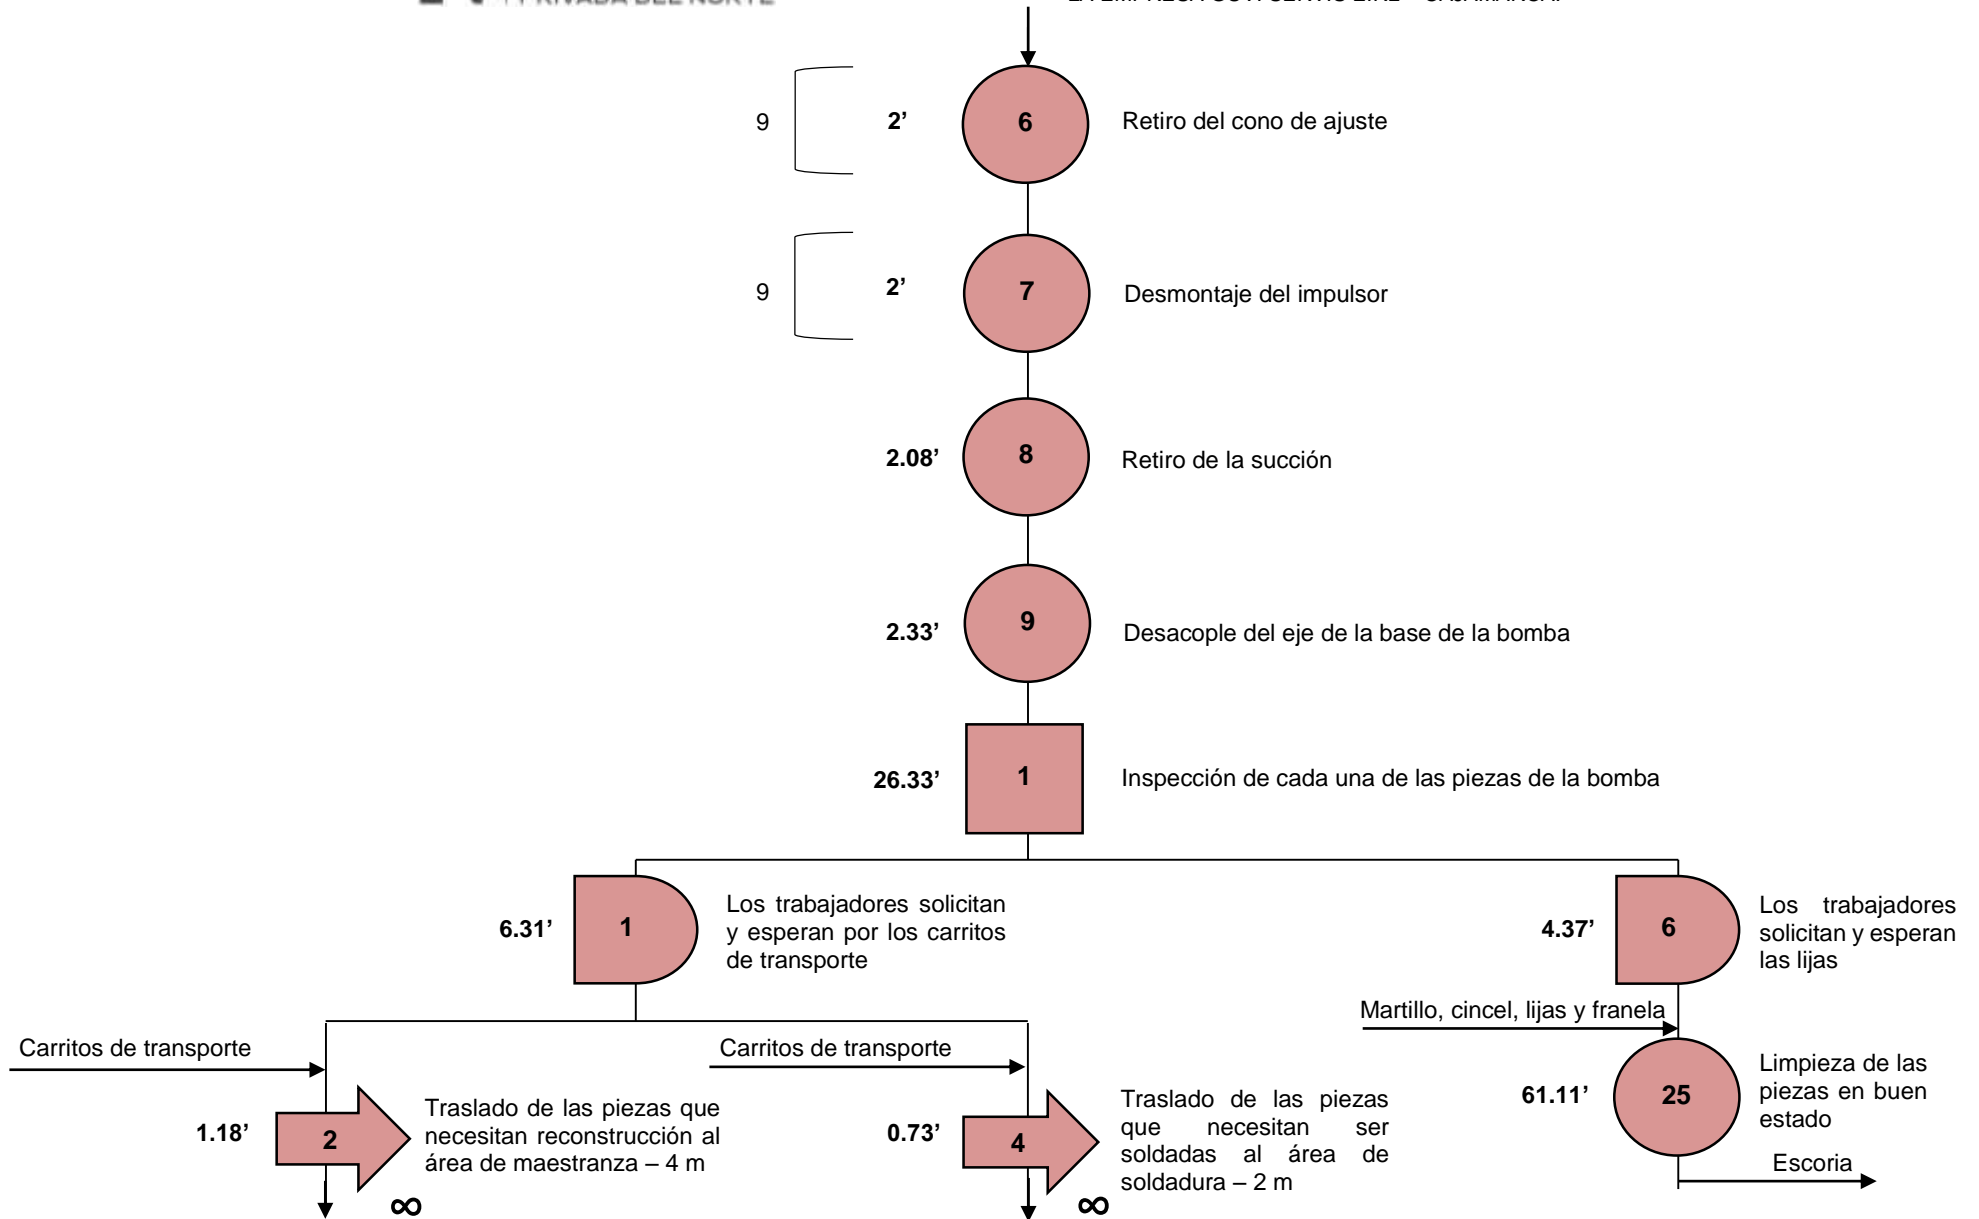 PRIVADA DEL NORTE
9
2’
6
Retiro del cono de ajuste
9
2’
7
Desmontaje del impulsor
2.08’
8
Retiro de la succión
2.33’
9
Desacople del eje de la base de la bomba
26.33’
1
Inspección de cada una de las piezas de la bomba
6.31’
1
Los trabajadores solicitan
y esperan por los carritos
de transporte
4.37’
6
Los trabajadores
solicitan y esperan
las lijas
Martillo, cincel, lijas y franela
Carritos de transporte
Carritos de transporte
1.18’
2
Traslado de las piezas que
necesitan reconstrucción al
área de maestranza – 4 m
∞
0.73’
4
Traslado de las piezas
que necesitan ser
soldadas al área de
soldadura – 2 m
∞
61.11’
25
Limpieza de las
piezas en buen
estado
Escoria